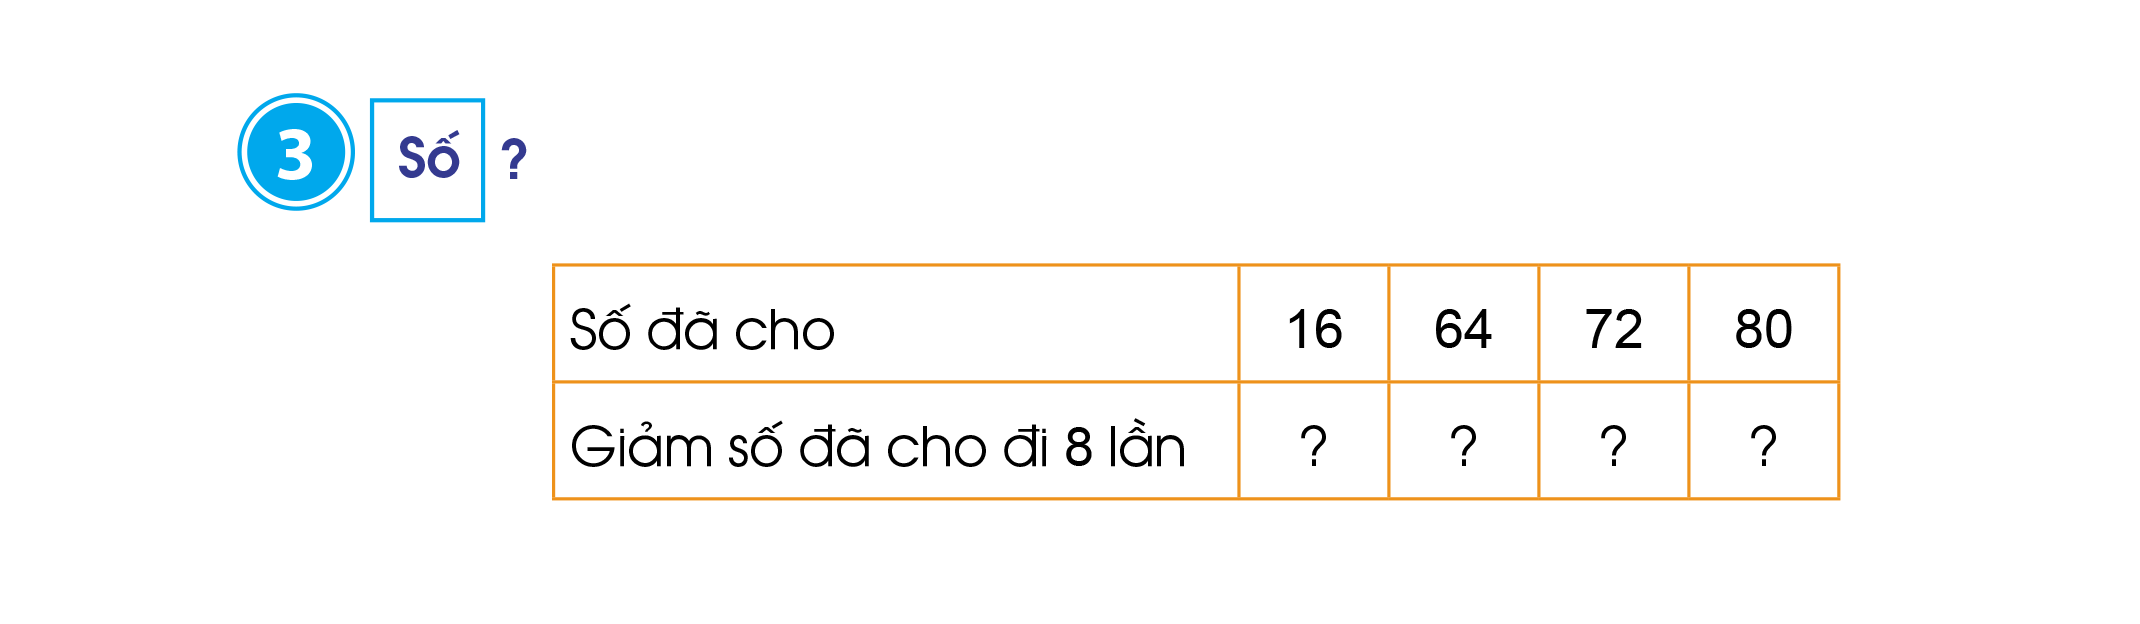 3 Số ?
Số đã cho 16 64 72 80
Giảm số đã cho đi 8 lần ? ? ? ?